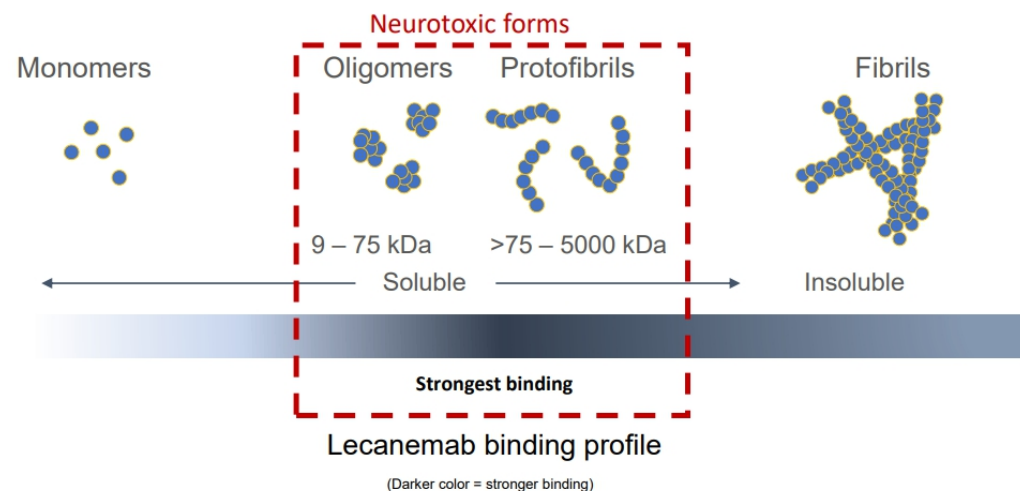 Neurotoxic forms
Monomers
Oligomers
Protofibrils
Fibrils
9 – 75 kDa
>75 – 5000 kDa
Soluble
Insoluble
Strongest binding
Lecanemab binding profile
(Darker color = stronger binding)